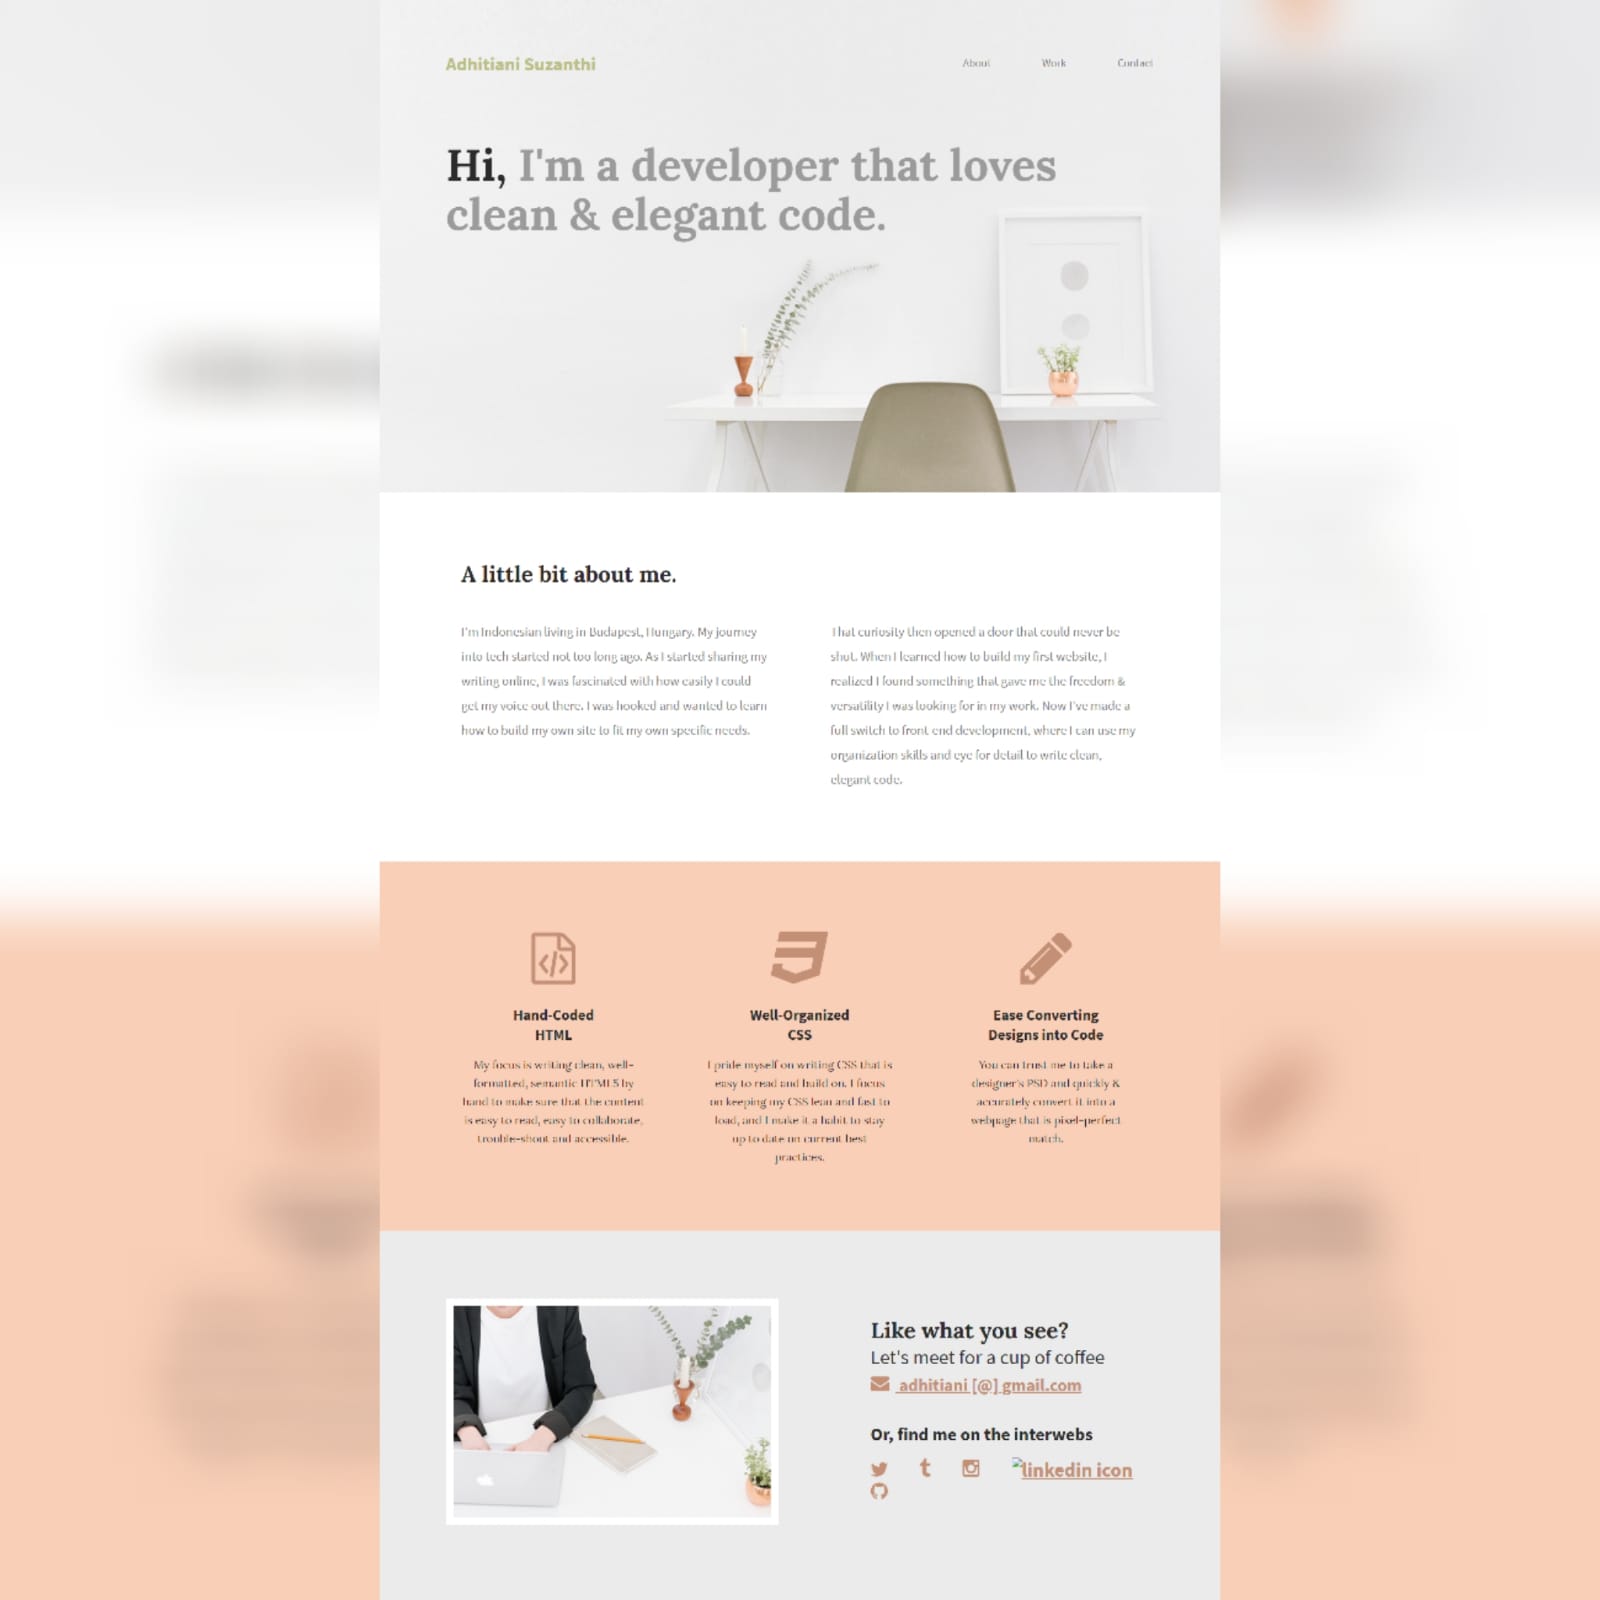 Adhitiani Suzanthi
About
Work
Contact
Hi, I'm a developer that loves
clean & elegant code.
A little bit about me.
I'm Indonesian living in Budapest, Hungary. My journey
into tech started not too long ago. As I started sharing my
writing online, I was fascinated with how easily I could
get my voice out there. I was hooked and wanted to learn
how to build my own site to fit my own specific needs.
That curiosity then opened a door that could never be
shut. When I learned how to build my first website, I
realized I found something that gave me the freedom &
versatility I was looking for in my work. Now I've made a
full switch to front-end development, where I can use my
organization skills and eye for detail to write clean,
elegant code.
Hand-Coded
HTML
My focus is writing clean, well-
formatted, semantic HTML5 by
hand to make sure that the content
is easy to read, easy to collaborate,
trouble-shoot and accessible.
Well-Organized
CSS
I pride myself on writing CSS that is
easy to read and build on. I focus
on keeping my CSS lean and fast to
load, and I make it a habit to stay
up to date on current best
practices.
Ease Converting
Designs into Code
You can trust me to take a
designer's PSD and quickly &
accurately convert it into a
webpage that is pixel-perfect
match.
Like what you see?
Let's meet for a cup of coffee
adhitiani [@] gmail.com
Or, find me on the interwebs
linkedin icon